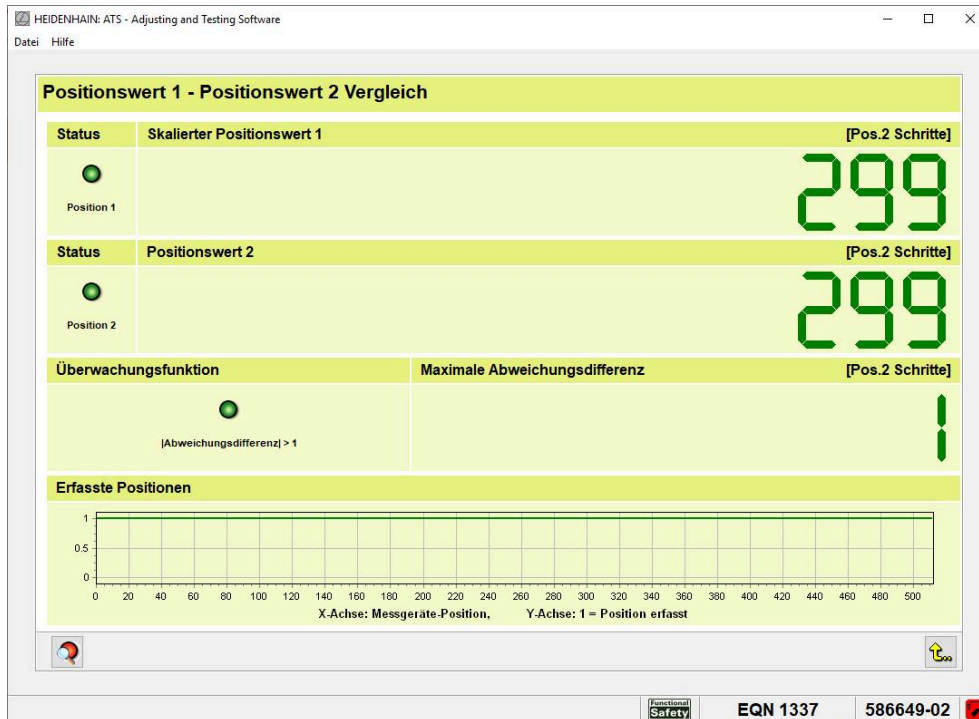 HEIDENHAIN: ATS - Adjusting and Testing Software
Datei Hilfe
Positionswert 1 - Positionswert 2 Vergleich
Status Skalierter Positionswert 1 [Pos.2 Schritte]
299
Position 1
Status Positionswert 2 [Pos.2 Schritte]
299
Position 2
Überwachungsfunktion Maximale Abweichungsdifferenz [Pos.2 Schritte]
1
|Abweichungsdifferenz| > 1
Erfasste Positionen
1
0.5
0
0 20 40 60 80 100 120 140 160 180 200 220 240 260 280 300 320 340 360 380 400 420 440 460 480 500
X-Achse: Messgeräte-Position, Y-Achse: 1 = Position erfasst
Functional
Safety EQN 1337 586649-02